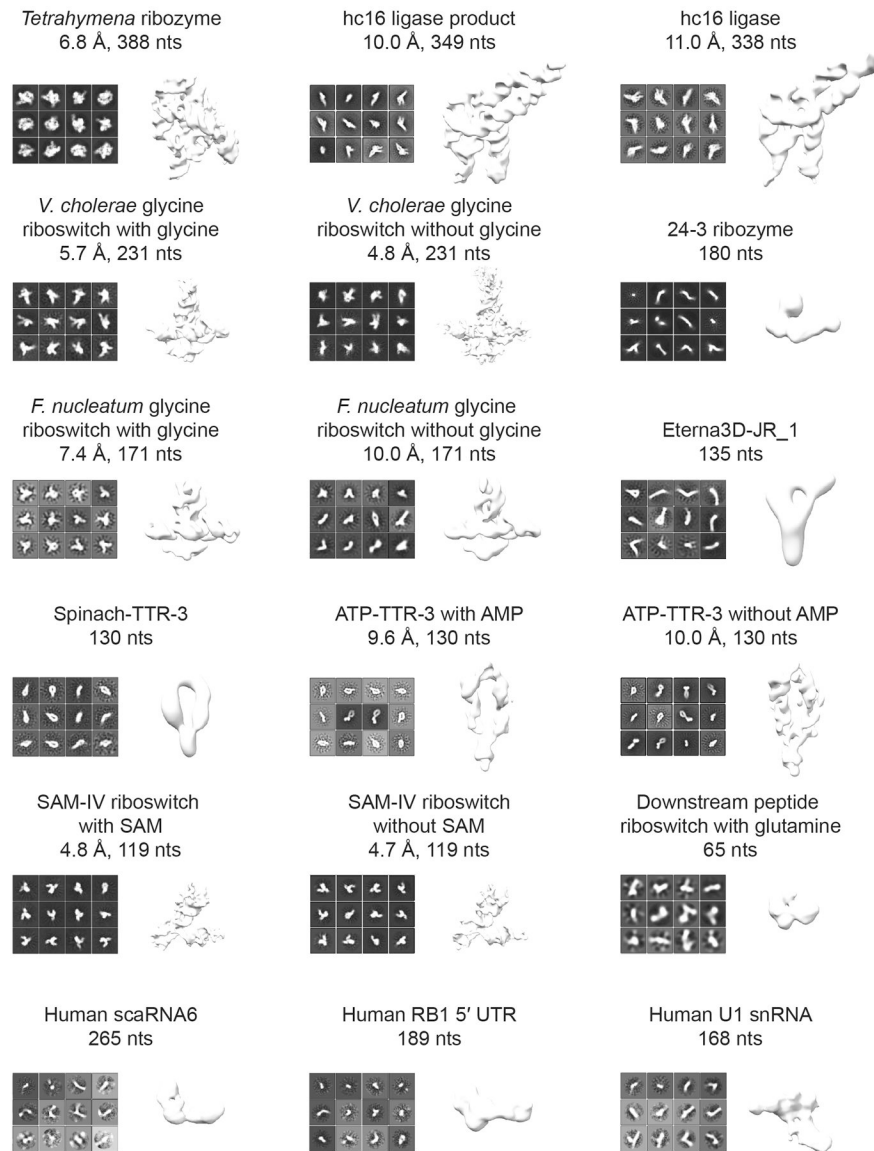 Tetrahymena ribozyme
6.8 Å, 388 nts
hc16 ligase product
10.0 Å, 349 nts
hc16 ligase
11.0 Å, 338 nts
V. cholerae glycine
riboswitch with glycine
5.7 Å, 231 nts
V. cholerae glycine
riboswitch without glycine
4.8 Å, 231 nts
24-3 ribozyme
180 nts
F. nucleatum glycine
riboswitch with glycine
7.4 Å, 171 nts
F. nucleatum glycine
riboswitch without glycine
10.0 Å, 171 nts
Eterna3D-JR_1
135 nts
Spinach-TTR-3
130 nts
ATP-TTR-3 with AMP
9.6 Å, 130 nts
ATP-TTR-3 without AMP
10.0 Å, 130 nts
SAM-IV riboswitch
with SAM
4.8 Å, 119 nts
SAM-IV riboswitch
without SAM
4.7 Å, 119 nts
Downstream peptide
riboswitch with glutamine
65 nts
Human scaRNA6
265 nts
Human RB1 5′ UTR
189 nts
Human U1 snRNA
168 nts